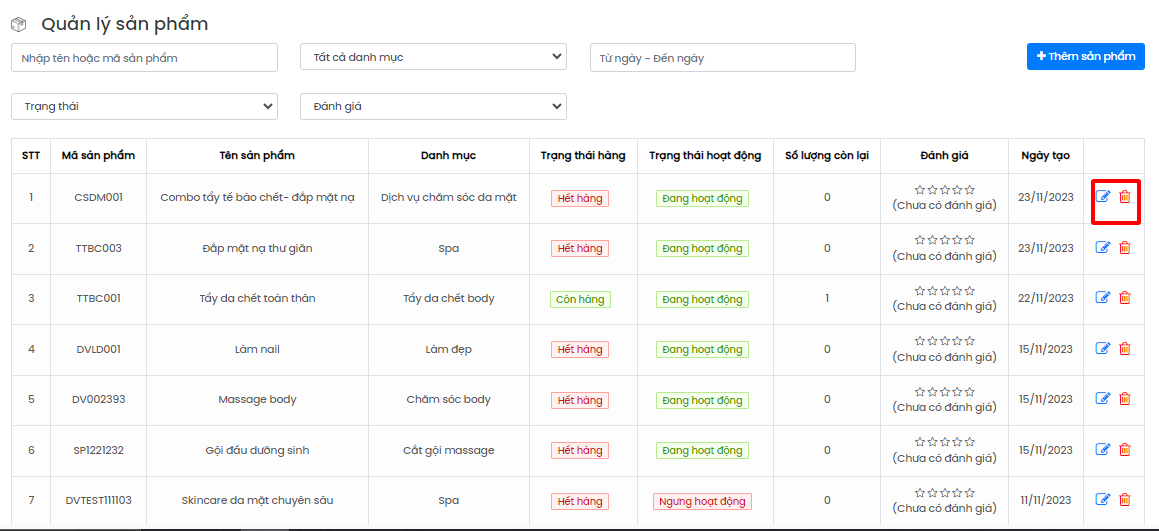 Quản lý sản phẩm
Nhập tên hoặc mã sản phẩm Tất cả danh mục Từ ngày - Đến ngày Thêm sản phẩm
Trạng thái Đánh giá
STT Mã sản phẩm Tên sản phẩm Danh mục Trạng thái hàng Trạng thái hoạt động Số lượng còn lại Đánh giá Ngày tạo
1 CSDM001 Combo tẩy tế bào chết- đắp mặt nạ Dịch vụ chăm sóc da mặt Hết hàng Đang hoạt động 0 (Chưa có đánh giá) 23/11/2023
2 TTBC003 Đắp mặt nạ thư giãn Spa Hết hàng Đang hoạt động 0 (Chưa có đánh giá) 23/11/2023
3 TTBC001 Tẩy da chết toàn thân Tẩy da chết body Còn hàng Đang hoạt động 1 (Chưa có đánh giá) 22/11/2023
4 DVLD001 Làm nail Làm đẹp Hết hàng Đang hoạt động 0 (Chưa có đánh giá) 15/11/2023
5 DV002393 Massage body Chăm sóc body Hết hàng Đang hoạt động 0 (Chưa có đánh giá) 15/11/2023
6 SP1221232 Gội đầu dưỡng sinh Cắt gội massage Hết hàng Đang hoạt động 0 (Chưa có đánh giá) 15/11/2023
7 DVTEST111103 Skincare da mặt chuyên sâu Spa Hết hàng Ngưng hoạt động 0 (Chưa có đánh giá) 11/11/2023